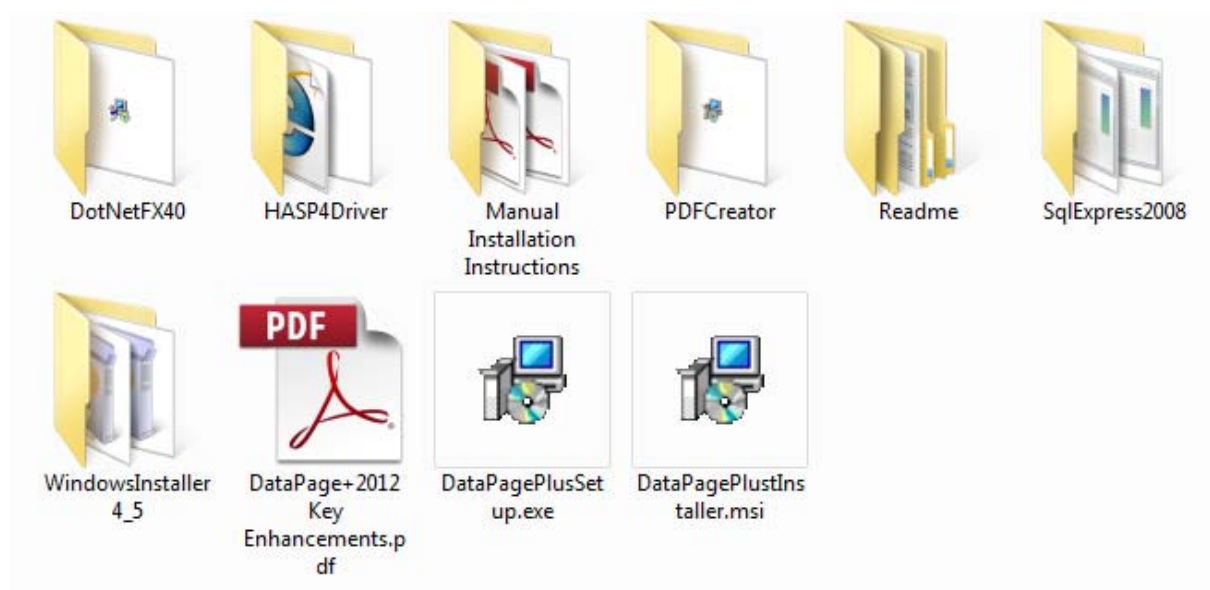 DotNetFX40
HASP4Driver
Manual
Installation
Instructions
PDFCreator
Readme
SqlExpress2008
WindowsInstaller
4_5
PDF
DataPage+2012
Key
Enhancements.p
df
DataPagePlusSet
up.exe
DataPagePlustIns
taller.msi